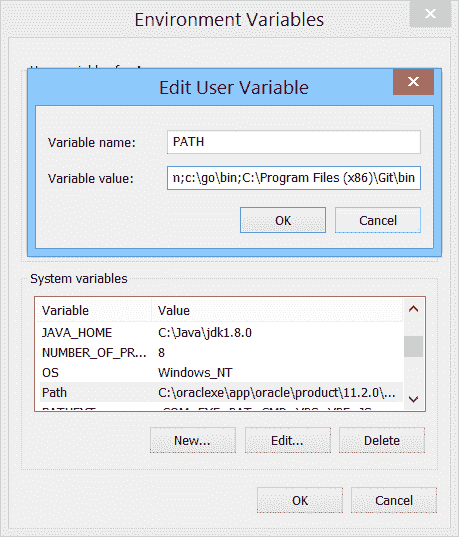 Environment Variables
Edit User Variable
Variable name: PATH
Variable value: n;c:\go\bin;C:\Program Files (x86)\Git\bin
OK Cancel
System variables
Variable Value
JAVA_HOME C:\Java\jdk1.8.0
NUMBER_OF_PR... 8
OS Windows_NT
Path C:\oraclexe\app\oracle\product\11.2.0\...
New... Edit... Delete
OK Cancel